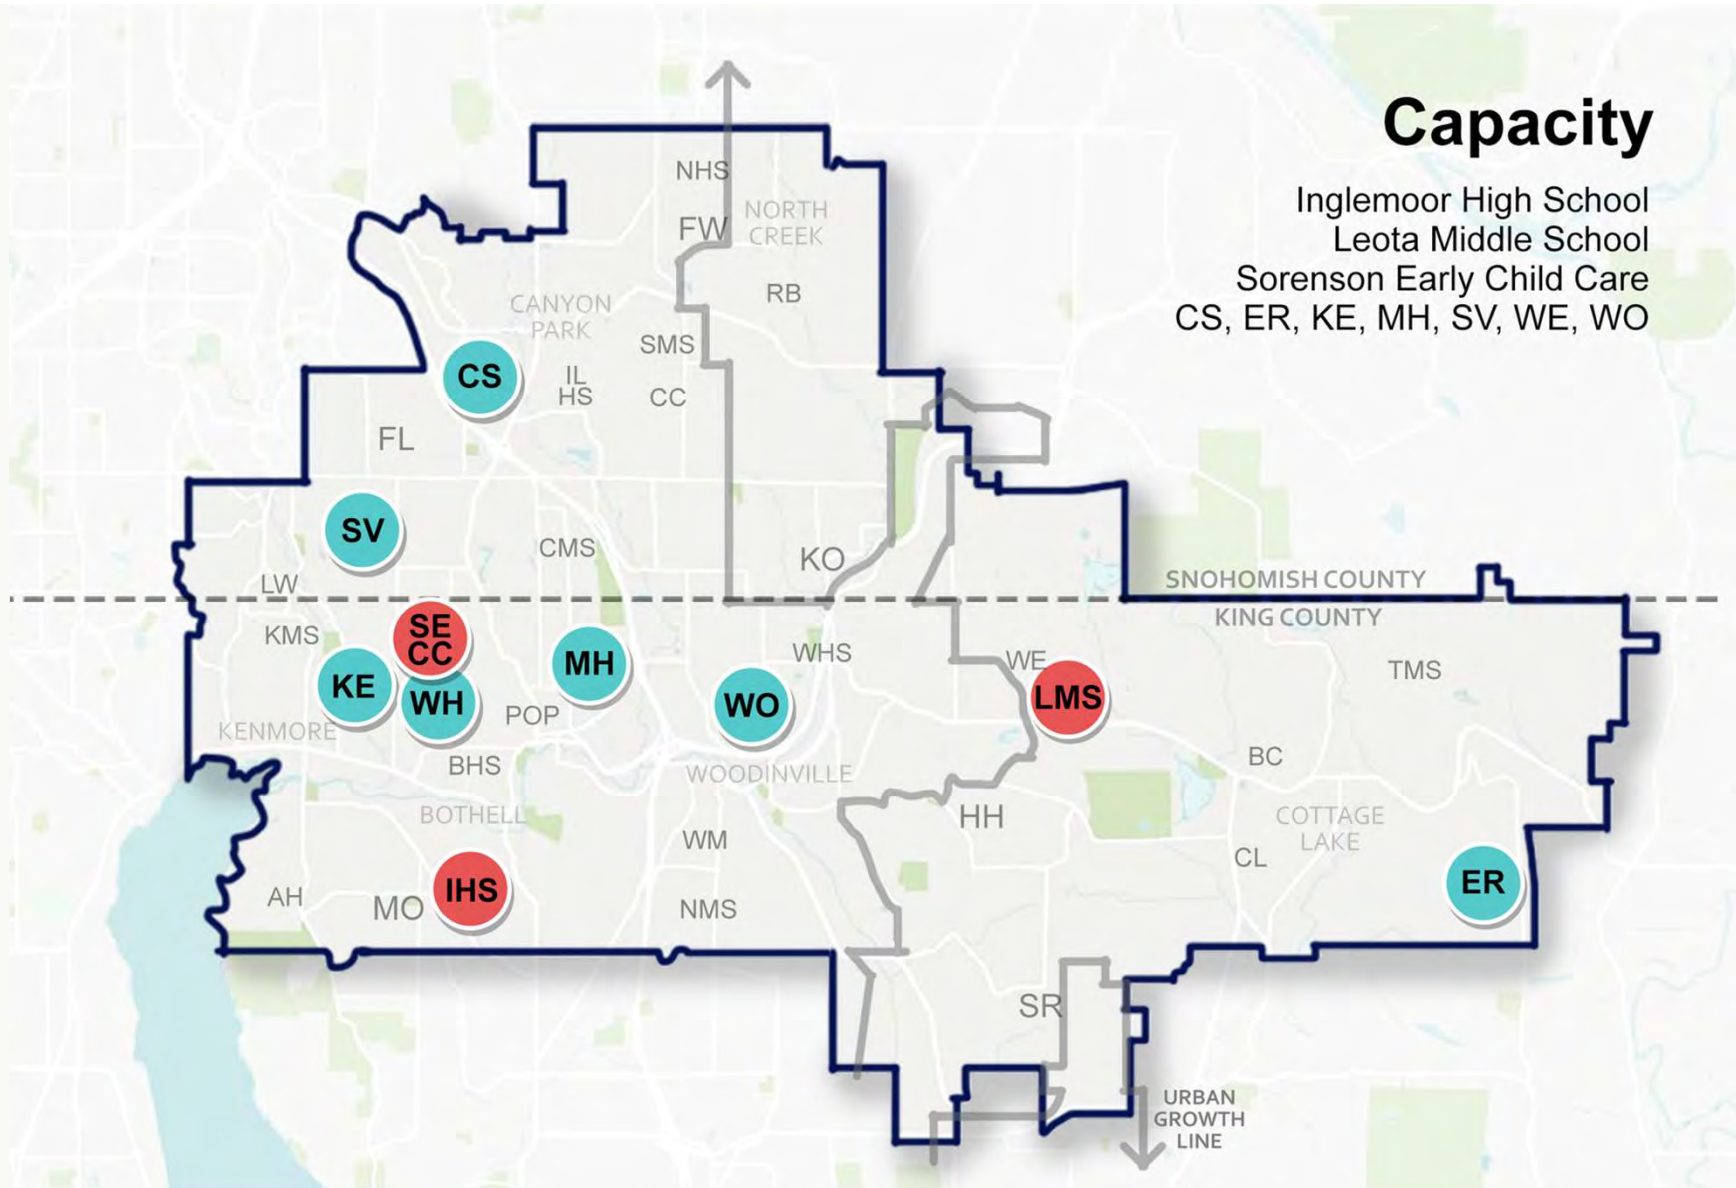 Capacity
Inglemoor High School
Leota Middle School
Sorenson Early Child Care
CS, ER, KE, MH, SV, WE, WO
NHS
FW
NORTH
CREEK
RB
CANYON
PARK
SMS
CS
IL
HS
CC
FL
SV
CMS
KO
LW
SNOHOMISH COUNTY
KING COUNTY
KMS
SE
CC
MH
WHS
WE
TMS
KE
WH
WO
LMS
POP
KENMORE
BHS
WOODINVILLE
BC
BOTHELL
HH
COTTAGE
LAKE
WM
CL
ER
AH
MO
IHS
NMS
SR
URBAN
GROWTH
LINE